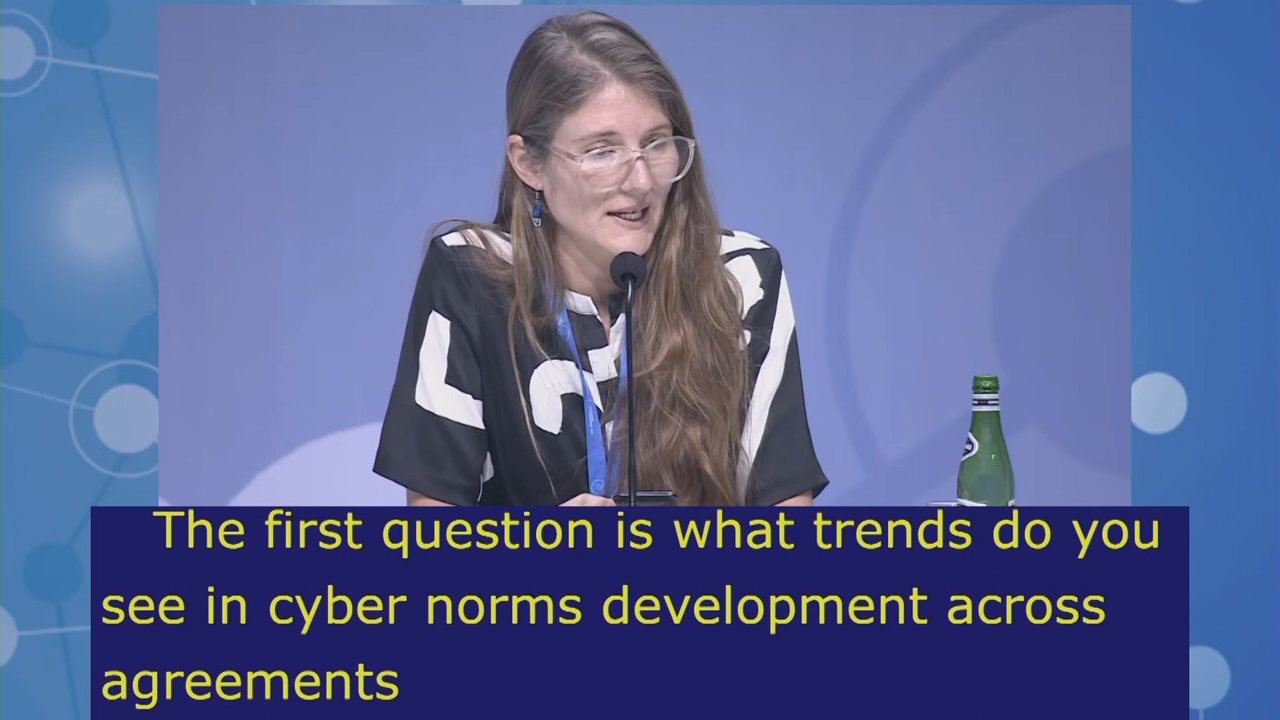 The first question is what trends do you
see in cyber norms development across
agreements